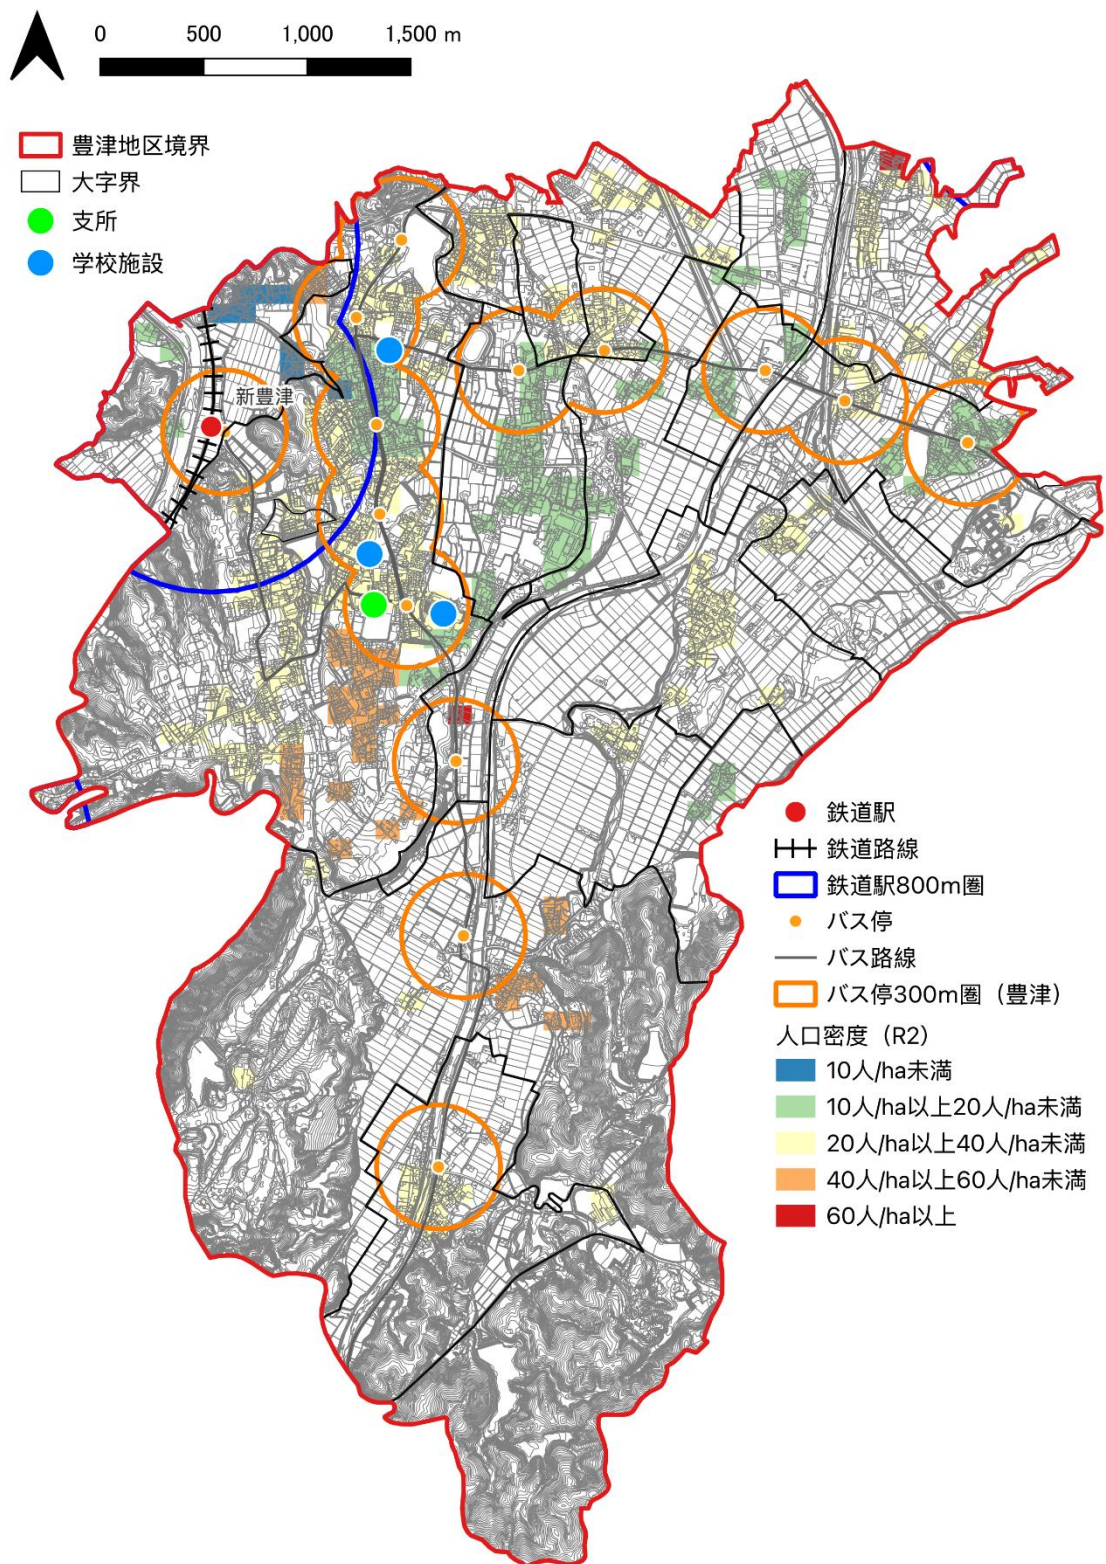 0 500 1,000 1,500 m
豊津地区境界
大字界
支所
学校施設
新豊津
鉄道駅
鉄道路線
鉄道駅800m圏
バス停
バス路線
バス停300m圏（豊津）
人口密度（R2）
10人/ha未満
10人/ha以上20人/ha未満
20人/ha以上40人/ha未満
40人/ha以上60人/ha未満
60人/ha以上